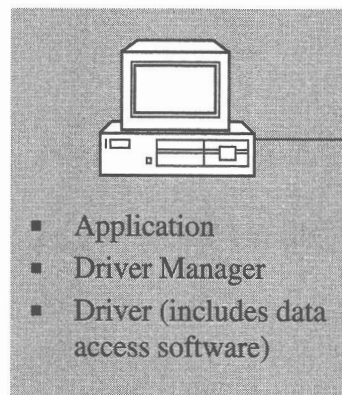 ▪ Application
▪ Driver Manager
▪ Driver (includes data
access software)